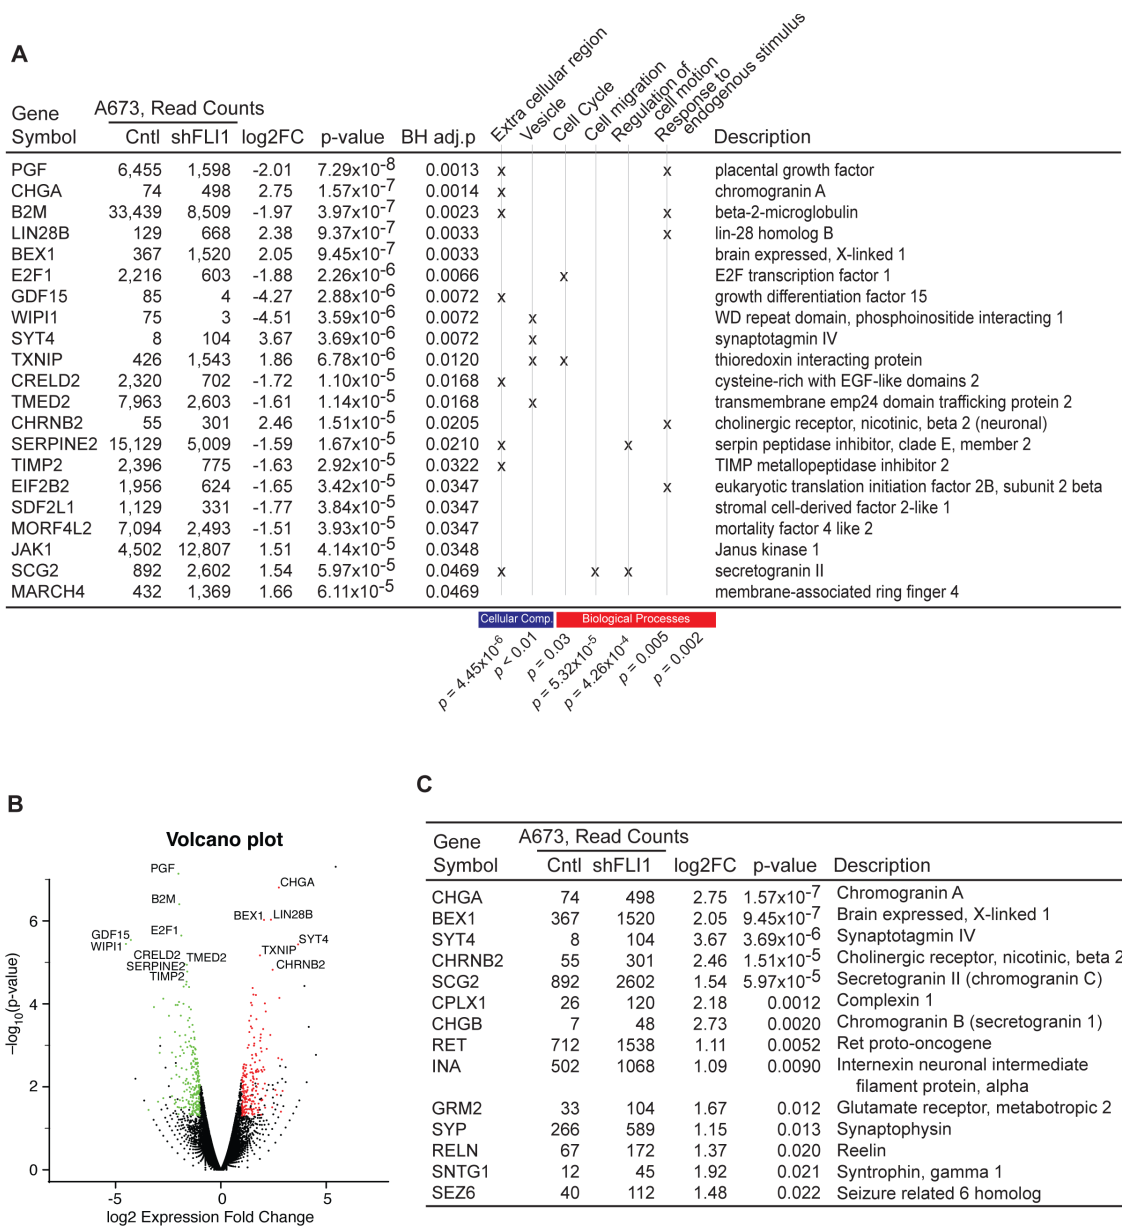 A
Extra cellular region
Vesicle
Cell Cycle
Cell migration
Regulation of
cell motion
Response to
endogenous stimulus
Gene
Symbol
A673, Read Counts
Cntl shFLI1 log2FC p-value BH adj.p Description
PGF 6,455 1,598 -2.01 7.29x10-8 0.0013 x x placental growth factor
CHGA 74 498 2.75 1.57x10-7 0.0014 x chromogranin A
B2M 33,439 8,509 -1.97 3.97x10-7 0.0023 x x beta-2-microglobulin
LIN28B 129 668 2.38 9.37x10-7 0.0033 x lin-28 homolog B
BEX1 367 1,520 2.05 9.45x10-7 0.0033 brain expressed, X-linked 1
E2F1 2,216 603 -1.88 2.26x10-6 0.0066 x E2F transcription factor 1
GDF15 85 4 -4.27 2.88x10-6 0.0072 x growth differentiation factor 15
WIPI1 75 3 -4.51 3.59x10-6 0.0072 x WD repeat domain, phosphoinositide interacting 1
SYT4 8 104 3.67 3.69x10-6 0.0072 x synaptotagmin IV
TXNIP 426 1,543 1.86 6.78x10-6 0.0120 x x thioredoxin interacting protein
CRELD2 2,320 702 -1.72 1.10x10-5 0.0168 x cysteine-rich with EGF-like domains 2
TMED2 7,963 2,603 -1.61 1.14x10-5 0.0168 x transmembrane emp24 domain trafficking protein 2
CHRNB2 55 301 2.46 1.51x10-5 0.0205 x cholinergic receptor, nicotinic, beta 2 (neuronal)
SERPINE2 15,129 5,009 -1.59 1.67x10-5 0.0210 x x serpin peptidase inhibitor, clade E, member 2
TIMP2 2,396 775 -1.63 2.92x10-5 0.0322 x TIMP metallopeptidase inhibitor 2
EIF2B2 1,956 624 -1.65 3.42x10-5 0.0347 x eukaryotic translation initiation factor 2B, subunit 2 beta
SDF2L1 1,129 331 -1.77 3.84x10-5 0.0347 stromal cell-derived factor 2-like 1
MORF4L2 7,094 2,493 -1.51 3.93x10-5 0.0347 mortality factor 4 like 2
JAK1 4,502 12,807 1.51 4.14x10-5 0.0348 Janus kinase 1
SCG2 892 2,602 1.54 5.97x10-5 0.0469 x x x secretogranin II
MARCH4 432 1,369 1.66 6.11x10-5 0.0469 membrane-associated ring finger 4
Cellular Comp. Biological Processes
p = 4.45x10-6
p < 0.01
p = 0.03
p = 5.32x10-5
p = 4.26x10-4
p = 0.005
p = 0.002
B
Volcano plot
PGF
CHGA
B2M
BEX1 LIN28B
E2F1
GDF15
WIPI1
SYT4
TXNIP
CRELD2 TMED2
SERPINE2
CHRNB2
TIMP2
6
4
2
0
–log10(p-value)
-5 0 5
log2 Expression Fold Change
C
Gene
Symbol
A673, Read Counts
Cntl shFLI1 log2FC p-value Description
CHGA 74 498 2.75 1.57x10-7 Chromogranin A
BEX1 367 1520 2.05 9.45x10-7 Brain expressed, X-linked 1
SYT4 8 104 3.67 3.69x10-6 Synaptotagmin IV
CHRNB2 55 301 2.46 1.51x10-5 Cholinergic receptor, nicotinic, beta 2
SCG2 892 2602 1.54 5.97x10-5 Secretogranin II (chromogranin C)
CPLX1 26 120 2.18 0.0012 Complexin 1
CHGB 7 48 2.73 0.0020 Chromogranin B (secretogranin 1)
RET 712 1538 1.11 0.0052 Ret proto-oncogene
INA 502 1068 1.09 0.0090 Internexin neuronal intermediate
filament protein, alpha
GRM2 33 104 1.67 0.012 Glutamate receptor, metabotropic 2
SYP 266 589 1.15 0.013 Synaptophysin
RELN 67 172 1.37 0.020 Reelin
SNTG1 12 45 1.92 0.021 Syntrophin, gamma 1
SEZ6 40 112 1.48 0.022 Seizure related 6 homolog